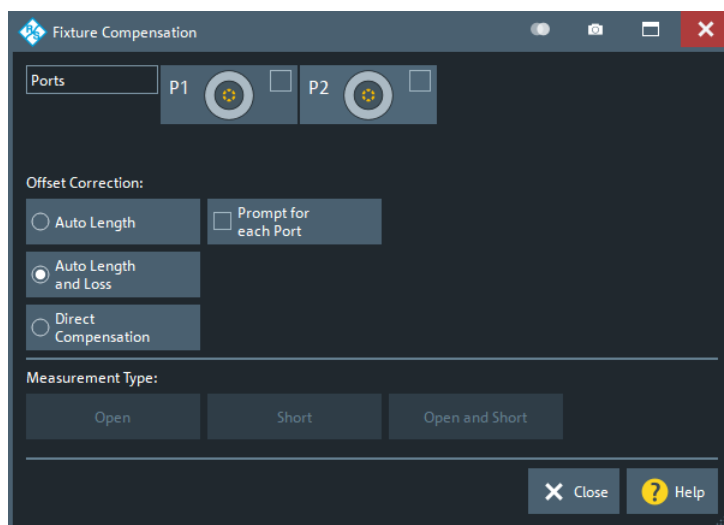 Fixture Compensation
Ports
P1
P2
Offset Correction:
Auto Length
Prompt for
each Port
Auto Length
and Loss
Direct
Compensation
Measurement Type:
Open
Short
Open and Short
Close
? Help